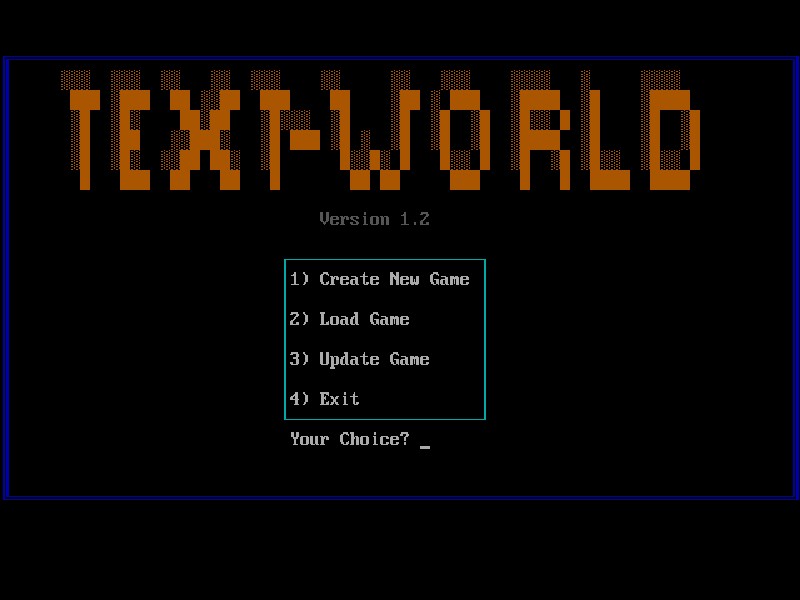 TEXT-WORLD
Version 1.2
1) Create New Game
2) Load Game
3) Update Game
4) Exit
Your Choice? _